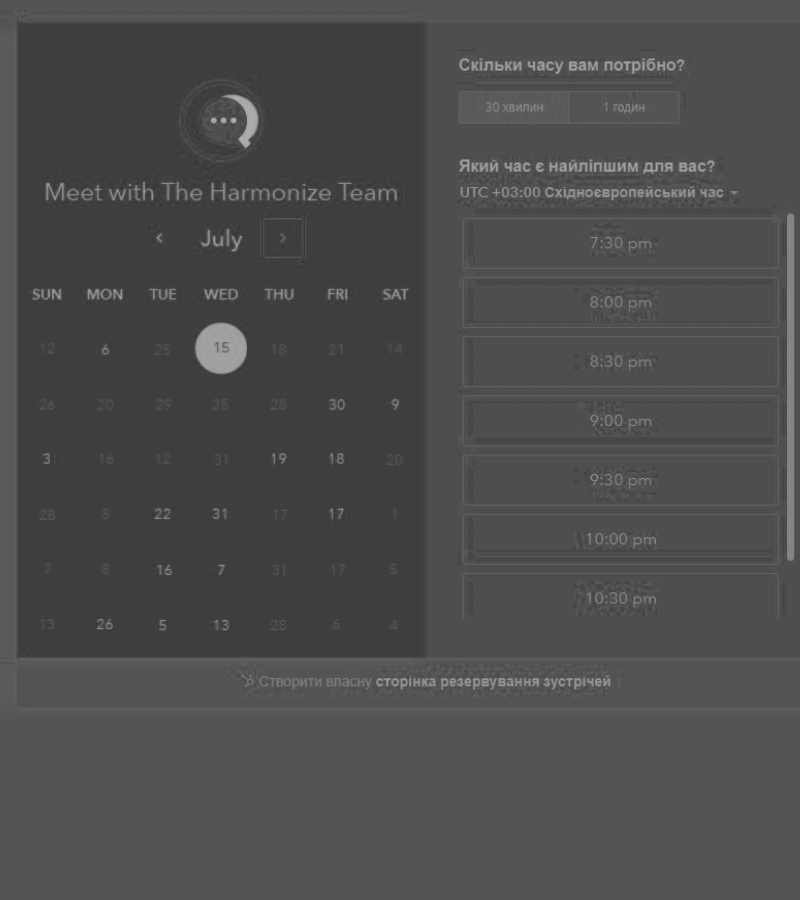 Meet with The Harmonize Team
July
SUN MON TUE WED THU FRI SAT
12 6 25 15 18 21 14
26 20 29 25 28 30 9
3 16 12 31 19 18 20
28 8 22 31 17 17 1
7 8 16 7 31 17 5
13 26 5 13 28 6 4
Скільки часу вам потрібно?
30 хвилин 1 годин
Який час є найліпшим для вас?
UTC +03:00 Східноєвропейський час
7:30 pm
8:00 pm
8:30 pm
9:00 pm
9:30 pm
10:00 pm
10:30 pm
Створити власну сторінка резервування зустрічей